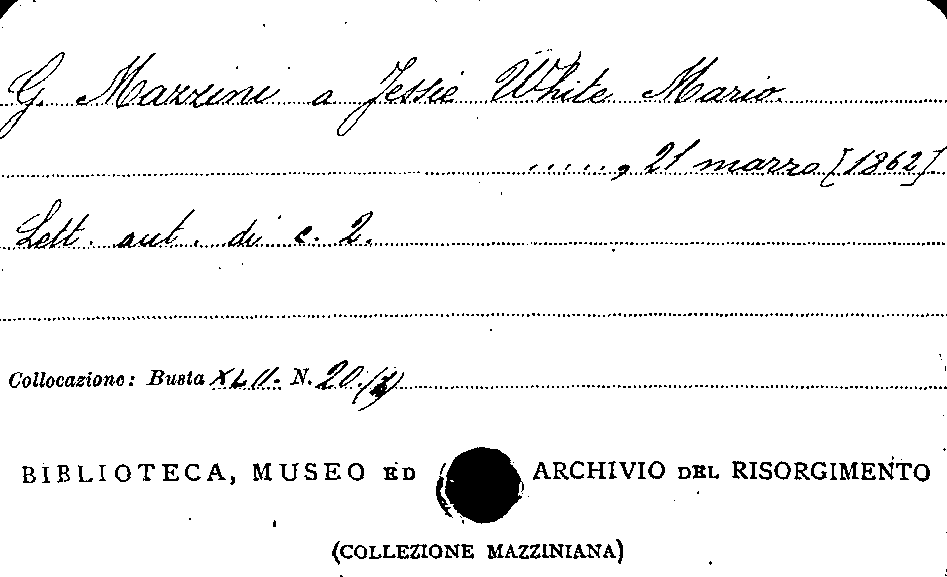 G. Mazzini a Jessie White Mario.
....., 21 marzo [1862].
Lett. aut. di c. 2.
Collocazione: Busta XLII. N. 20.
BIBLIOTECA, MUSEO ED ARCHIVIO DEL RISORGIMENTO
(COLLEZIONE MAZZINIANA)